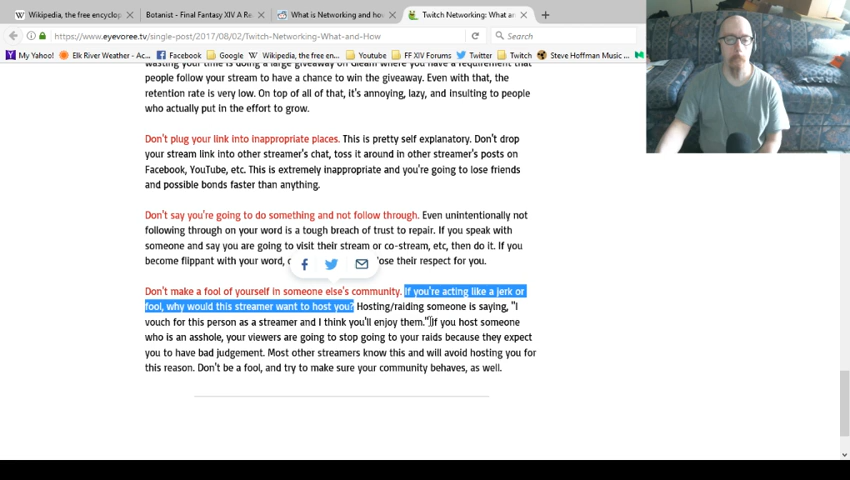 Wikipedia, the free encyclop
Botanist - Final Fantasy XIV A Re
What is Networking and hov
Twitch Networking: What an
https://www.eyevoree.tv/single-post/2017/08/02/Twitch-Networking-What-and-How
Search
My Yahoo!
Elk River Weather - Ac...
Facebook
Google
Wikipedia, the free en...
Youtube
FF XIV Forums
Twitter
Twitch
Steve Hoffman Music ...
wasting your time is doing a large giveaway on Gleam where you have a requirement that
people follow your stream to have a chance to win the giveaway. Even with that, the
retention rate is very low. On top of all of that, it's annoying, lazy, and insulting to people
who actually put in the effort to grow.
Don't plug your link into inappropriate places. This is pretty self explanatory. Don't drop
your stream link into other streamer's chat, toss it around in other streamer's posts on
Facebook, YouTube, etc. This is extremely inappropriate and you're going to lose friends
and possible bonds faster than anything.
Don't say you're going to do something and not follow through. Even unintentionally not
following through on your word is a tough breach of trust to repair. If you speak with
someone and say you are going to visit their stream or co-stream, etc, then do it. If you
become flippant with your word, ose their respect for you.
Don't make a fool of yourself in someone else's community. If you're acting like a jerk or
fool, why would this streamer want to host you? Hosting/raiding someone is saying, "I
vouch for this person as a streamer and I think you'll enjoy them." If you host someone
who is an asshole, your viewers are going to stop going to your raids because they expect
you to have bad judgement. Most other streamers know this and will avoid hosting you for
this reason. Don't be a fool, and try to make sure your community behaves, as well.